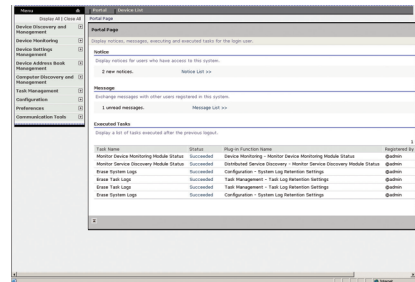 Menu
Display All | Close All
Device Discovery and Management
Device Monitoring
Device Settings Management
Device Address Book Management
Computer Discovery and Management
Task Management
Configuration
Preferences
Communication Tools
Portal
Device List
Portal Page
Portal Page
Display notices, messages, executing and executed tasks for the login user.
Notice
Display notices for users who have access to this system.
2 new notices. Notice List >>
Message
Exchange messages with other users registered in this system.
1 unread messages. Message List >>
Executed Tasks
Display a list of tasks executed after the previous logout.
Task Name Status Plug-in Function Name Registered By
Monitor Device Monitoring Module Status Succeeded Device Monitoring - Monitor Device Monitoring Module Status @admin
Monitor Service Discovery Module Status Succeeded Distributed Service Discovery - Monitor Service Discovery Module Status @admin
Erase System Logs Succeeded Configuration - System Log Retention Settings @admin
Erase Task Logs Succeeded Task Management - Task Log Retention Settings @admin
Erase Task Logs Succeeded Task Management - Task Log Retention Settings @admin
Erase System Logs Succeeded Configuration - System Log Retention Settings @admin